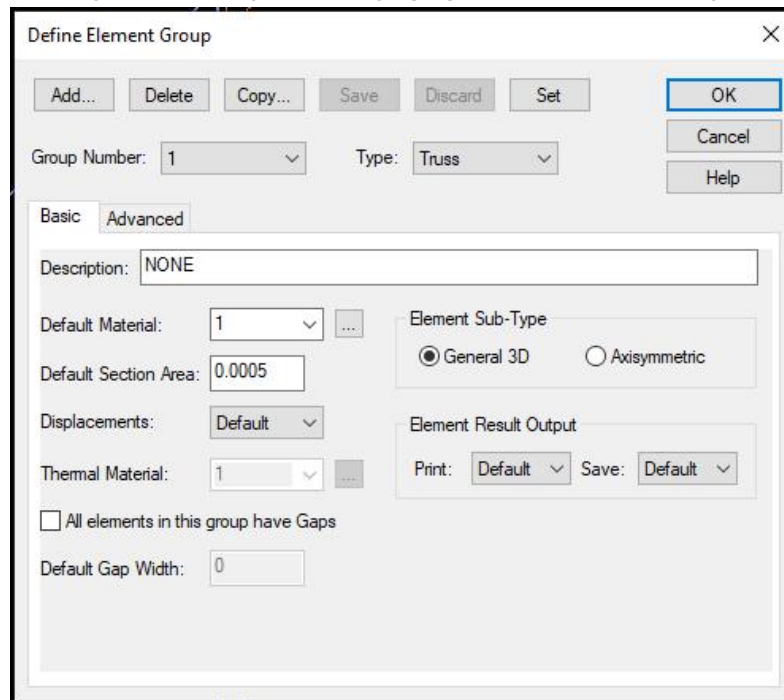 Define Element Group
Add... Delete Copy... Save Discard Set OK
Cancel
Group Number: 1 Type: Truss
Help
Basic Advanced
Description: NONE
Default Material: 1 ... Element Sub-Type
General 3D Axisymmetric
Default Section Area: 0.0005
Displacements: Default Element Result Output
Thermal Material: 1 ... Print: Default Save: Default
All elements in this group have Gaps
Default Gap Width: 0